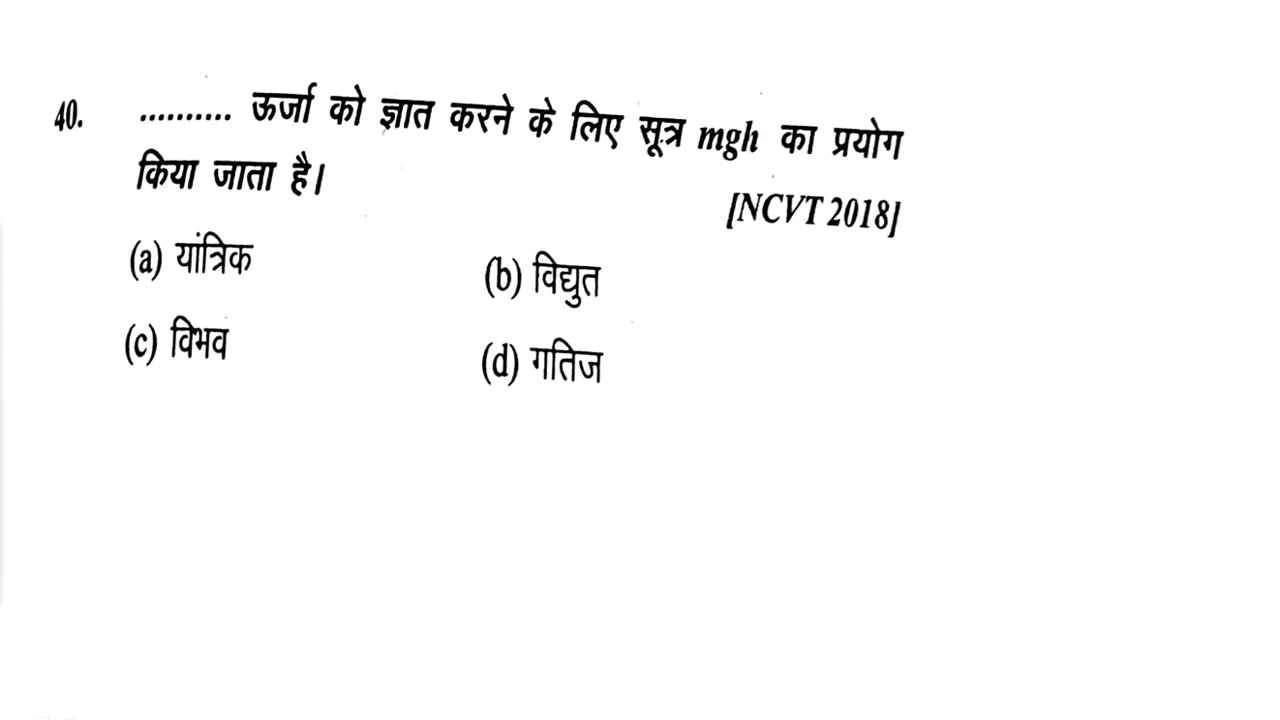 40. .......... ऊर्जा को ज्ञात करने के लिए सूत्र mgh का प्रयोग
किया जाता है।
[NCVT 2018]
(a) यांत्रिक (b) विद्युत
(c) विभव (d) गतिज